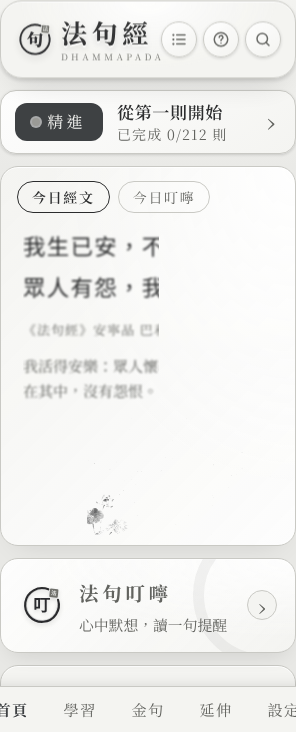 句
法句經
DHAMMAPADA
精進
從第一則開始
已完成 0/212 則
今日經文
今日叮嚀
我生已安，不
眾人有怨，我
《法句經》安寧品 巴
我活得安樂：眾人懷
在其中，沒有怨恨。
叮
法句叮嚀
心中默想，讀一句提醒
首頁
學習
金句
延伸
設定